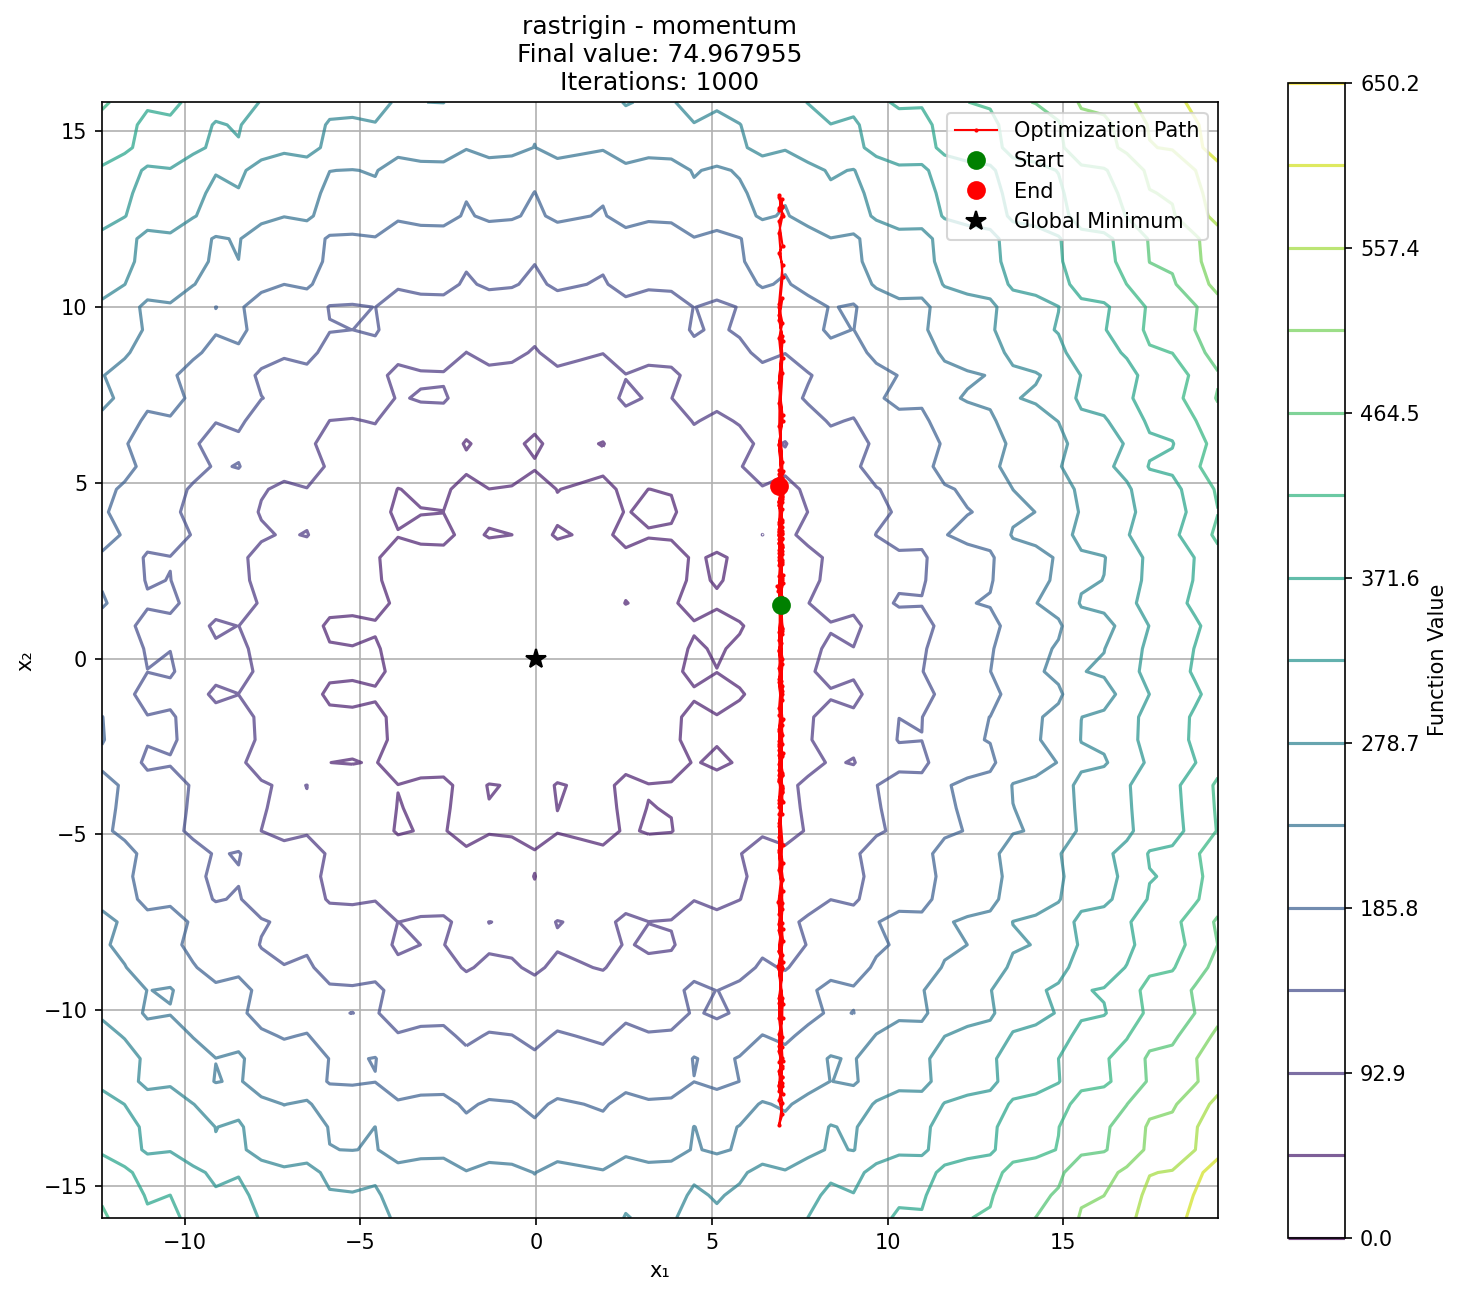 rastrigin - momentum
Final value: 74.967955
Iterations: 1000
Optimization Path
Start
End
Global Minimum
15
10
5
0
−5
−10
−15
x₂
−10
−5
0
5
10
15
x₁
650.2
557.4
464.5
371.6
278.7
185.8
92.9
0.0
Function Value